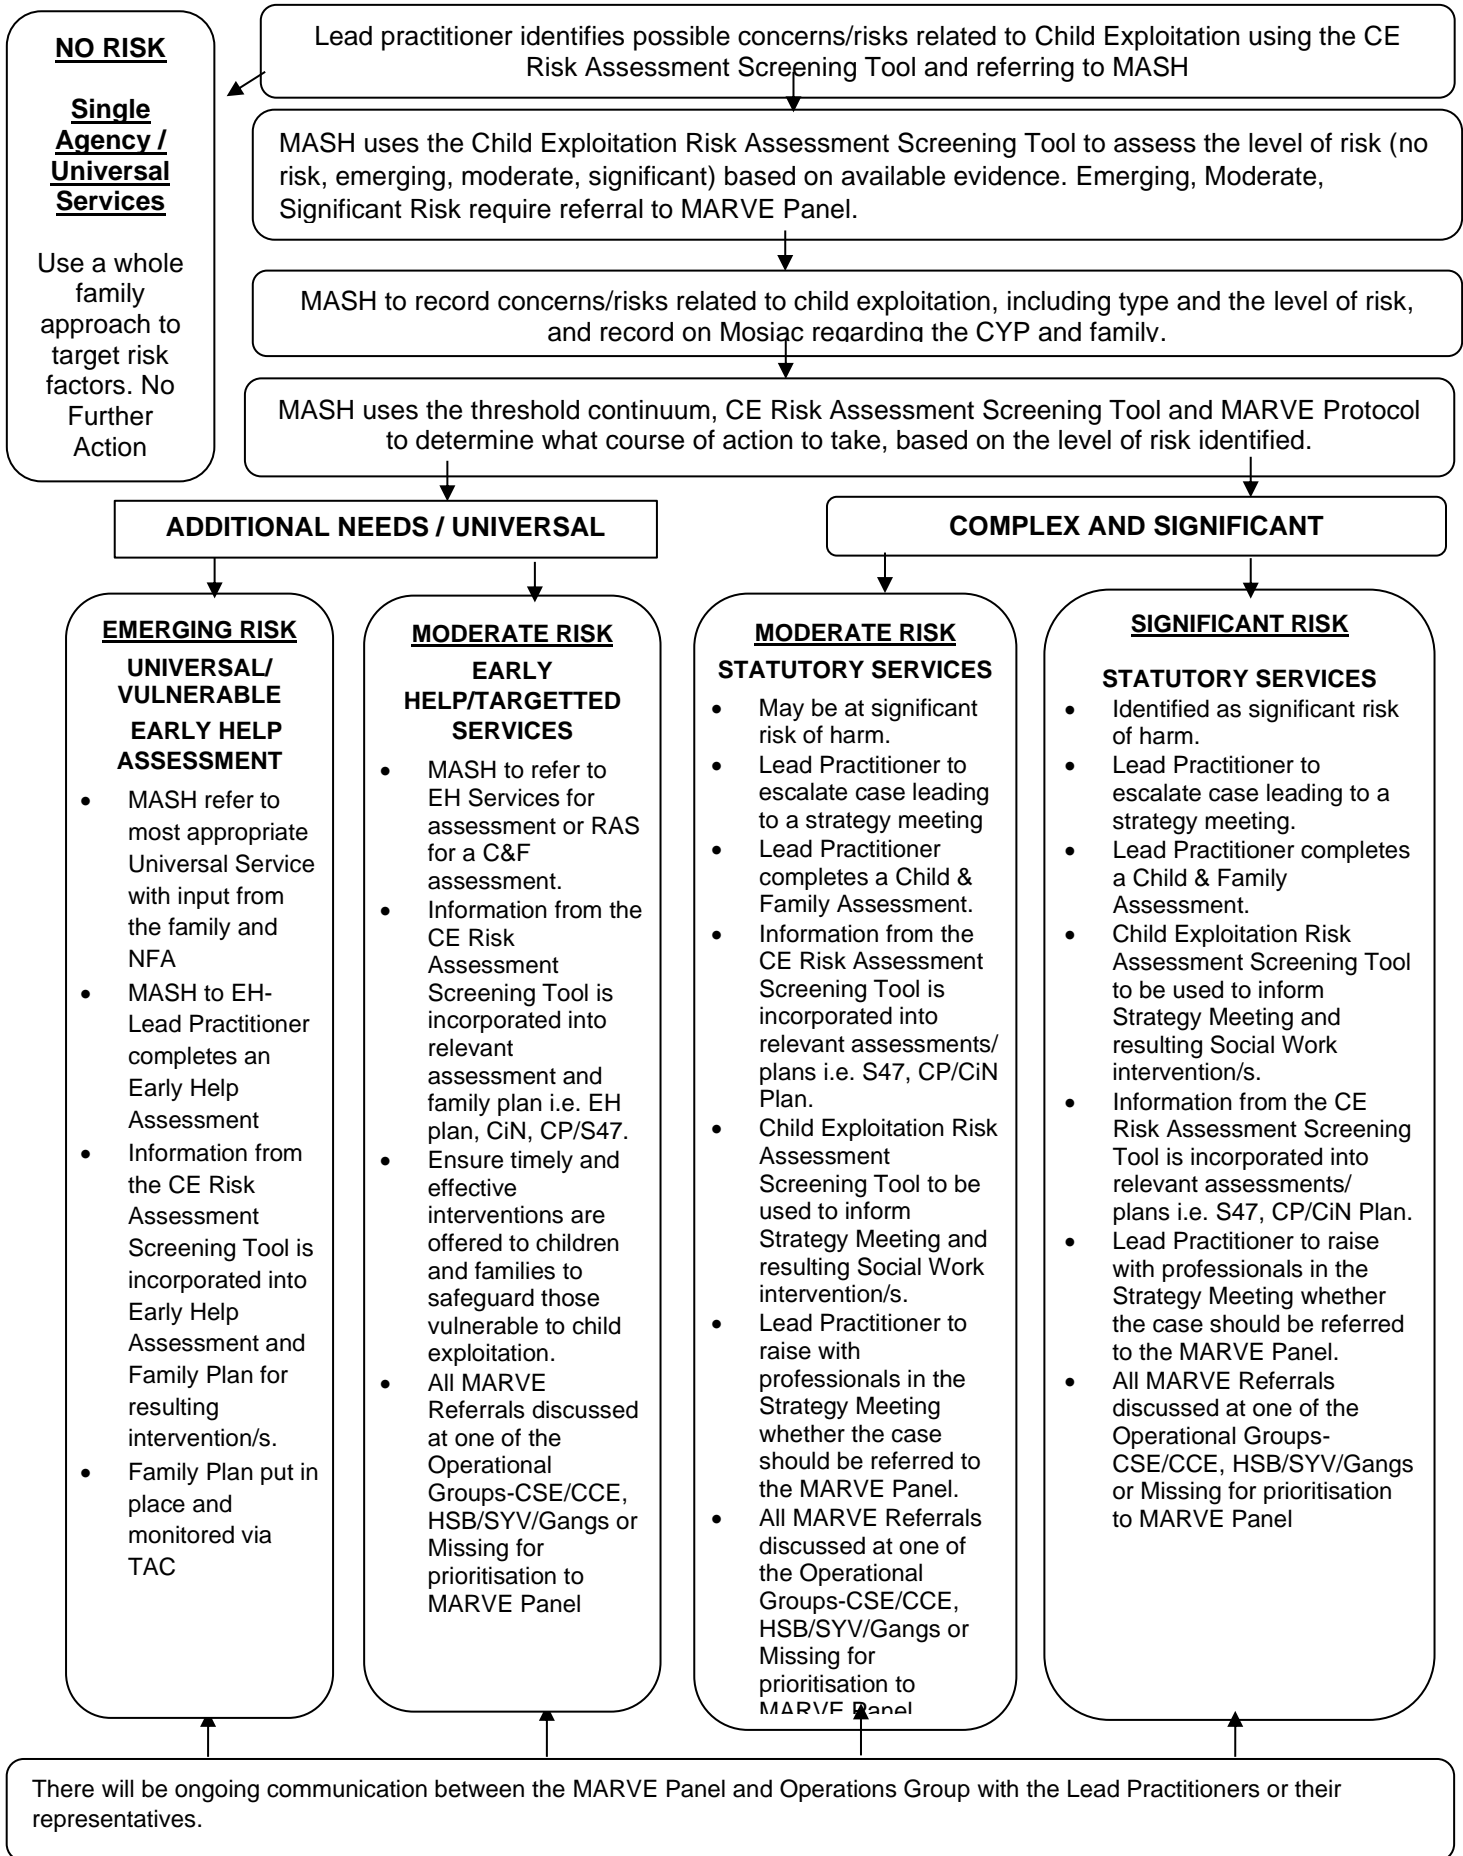 NO RISK
Single
Agency /
Universal
Services
Use a whole
family
approach to
target risk
factors. No
Further
Action
Lead practitioner identifies possible concerns/risks related to Child Exploitation using the CE
Risk Assessment Screening Tool and referring to MASH
MASH uses the Child Exploitation Risk Assessment Screening Tool to assess the level of risk (no
risk, emerging, moderate, significant) based on available evidence. Emerging, Moderate,
Significant Risk require referral to MARVE Panel.
MASH to record concerns/risks related to child exploitation, including type and the level of risk,
and record on Mosiac regarding the CYP and family.
MASH uses the threshold continuum, CE Risk Assessment Screening Tool and MARVE Protocol
to determine what course of action to take, based on the level of risk identified.
ADDITIONAL NEEDS / UNIVERSAL
COMPLEX AND SIGNIFICANT
EMERGING RISK
UNIVERSAL/
VULNERABLE
EARLY HELP
ASSESSMENT
• MASH refer to
most appropriate
Universal Service
with input from
the family and
NFA
• MASH to EH-
Lead Practitioner
completes an
Early Help
Assessment
• Information from
the CE Risk
Assessment
Screening Tool is
incorporated into
Early Help
Assessment and
Family Plan for
resulting
intervention/s.
• Family Plan put in
place and
monitored via
TAC
MODERATE RISK
EARLY
HELP/TARGETTED
SERVICES
• MASH to refer to
EH Services for
assessment or RAS
for a C&F
assessment.
• Information from the
CE Risk
Assessment
Screening Tool is
incorporated into
relevant
assessment and
family plan i.e. EH
plan, CiN, CP/S47.
• Ensure timely and
effective
interventions are
offered to children
and families to
safeguard those
vulnerable to child
exploitation.
• All MARVE
Referrals discussed
at one of the
Operational
Groups-CSE/CCE,
HSB/SYV/Gangs or
Missing for
prioritisation to
MARVE Panel
MODERATE RISK
STATUTORY SERVICES
• May be at significant
risk of harm.
• Lead Practitioner to
escalate case leading
to a strategy meeting
• Lead Practitioner
completes a Child &
Family Assessment.
• Information from the
CE Risk Assessment
Screening Tool is
incorporated into
relevant assessments/
plans i.e. S47, CP/CiN
Plan.
• Child Exploitation Risk
Assessment
Screening Tool to be
used to inform
Strategy Meeting and
resulting Social Work
intervention/s.
• Lead Practitioner to
raise with
professionals in the
Strategy Meeting
whether the case
should be referred to
the MARVE Panel.
• All MARVE Referrals
discussed at one of
the Operational
Groups-CSE/CCE,
HSB/SYV/Gangs or
Missing for
prioritisation to
MARVE Panel
SIGNIFICANT RISK
STATUTORY SERVICES
• Identified as significant risk
of harm.
• Lead Practitioner to
escalate case leading to a
strategy meeting.
• Lead Practitioner completes
a Child & Family
Assessment.
• Child Exploitation Risk
Assessment Screening Tool
to be used to inform
Strategy Meeting and
resulting Social Work
intervention/s.
• Information from the CE
Risk Assessment Screening
Tool is incorporated into
relevant assessments/
plans i.e. S47, CP/CiN Plan.
• Lead Practitioner to raise
with professionals in the
Strategy Meeting whether
the case should be referred
to the MARVE Panel.
• All MARVE Referrals
discussed at one of the
Operational Groups-
CSE/CCE, HSB/SYV/Gangs
or Missing for prioritisation
to MARVE Panel
There will be ongoing communication between the MARVE Panel and Operations Group with the Lead Practitioners or their
representatives.